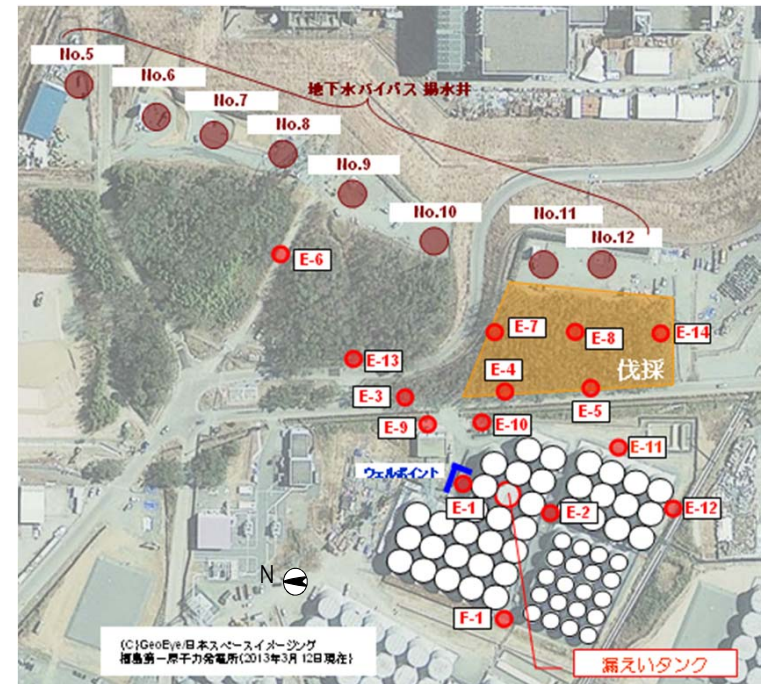 No.5
No.6
No.7
地下水バイパス 揚水井
No.8
No.9
No.10
No.11
No.12
E-6
E-7
E-8
E-14
E-13
伐採
E-4
E-3
E-5
E-9
E-10
E-11
ウェルポイント
E-1
E-2
E-12
N
F-1
(C)GeoEye/日本スペースイメージング
福島第一原子力発電所(2013年3月12日現在)
漏えいタンク